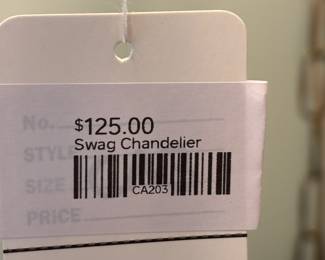 $125.00
Swag Chandelier
CA203
No.
STYLE
SIZE
PRICE